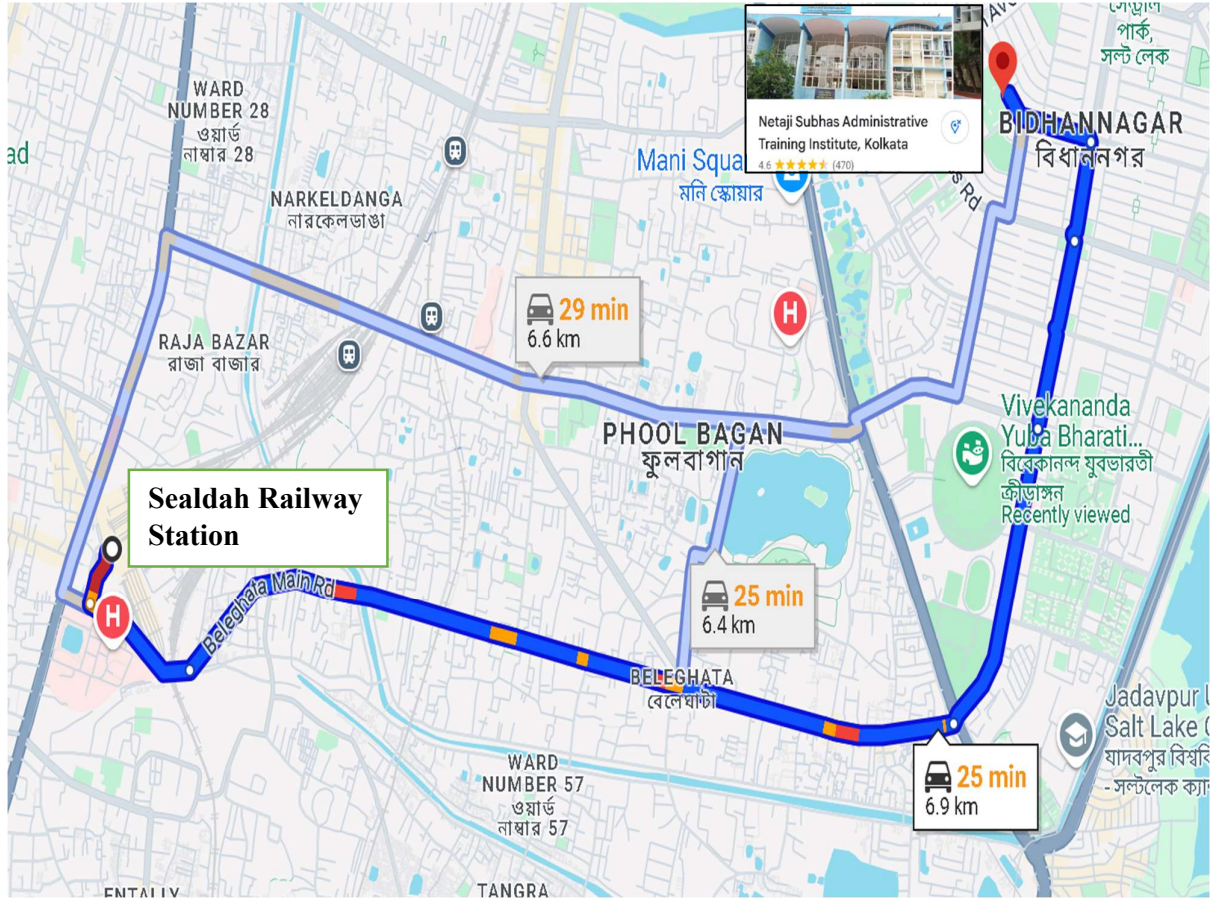 সেন্ট্রাল
পার্ক,
সল্ট লেক
WARD
NUMBER 28
ওয়ার্ড
নাম্বার 28
ad
Netaji Subhas Administrative
Training Institute, Kolkata
4.6 ★★★★★ (470)
BIDHANNAGAR
বিধাননগর
Mani Squa
মনি স্কোয়ার
s Rd
NARKELDANGA
নারকেলডাঙা
29 min
6.6 km
H
RAJA BAZAR
রাজা বাজার
PHOOL BAGAN
ফুলবাগান
Vivekananda
Yuba Bharati...
বিবেকানন্দ যুবভারতী
ক্রীড়াঙ্গন
Recently viewed
Sealdah Railway
Station
Beleghata Main Rd
25 min
6.4 km
H
BELEGHATA
বেলেঘাটা
Jadavpur U
Salt Lake C
যাদবপুর বিশ্ববি
- সল্টলেক ক্যা
WARD
NUMBER 57
ওয়ার্ড
নাম্বার 57
25 min
6.9 km
ENTALLY
TANGRA